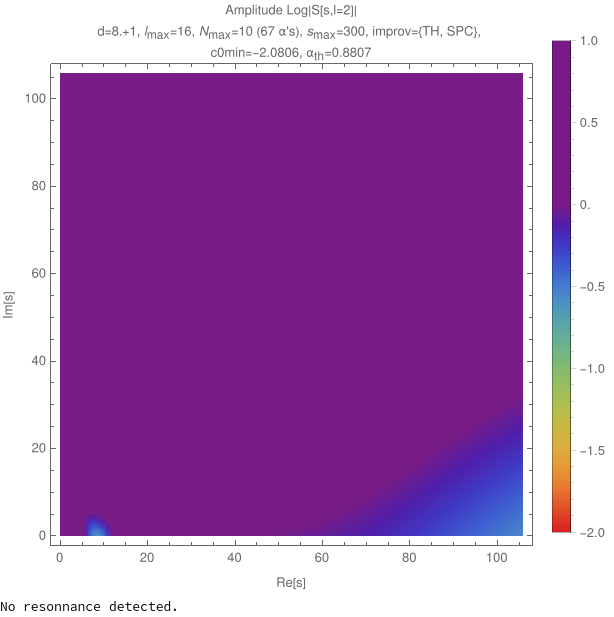 Amplitude Log|S[s,l=2]|
d=8.+1, lmax=16, Nmax=10 (67 α's), smax=300, improv={TH, SPC},
c0min=−2.0806, αth=0.8807
1.0
0.5
0.
−0.5
−1.0
−1.5
−2.0
100
80
60
40
20
0
Im[s]
0 20 40 60 80 100
Re[s]
No resonnance detected.